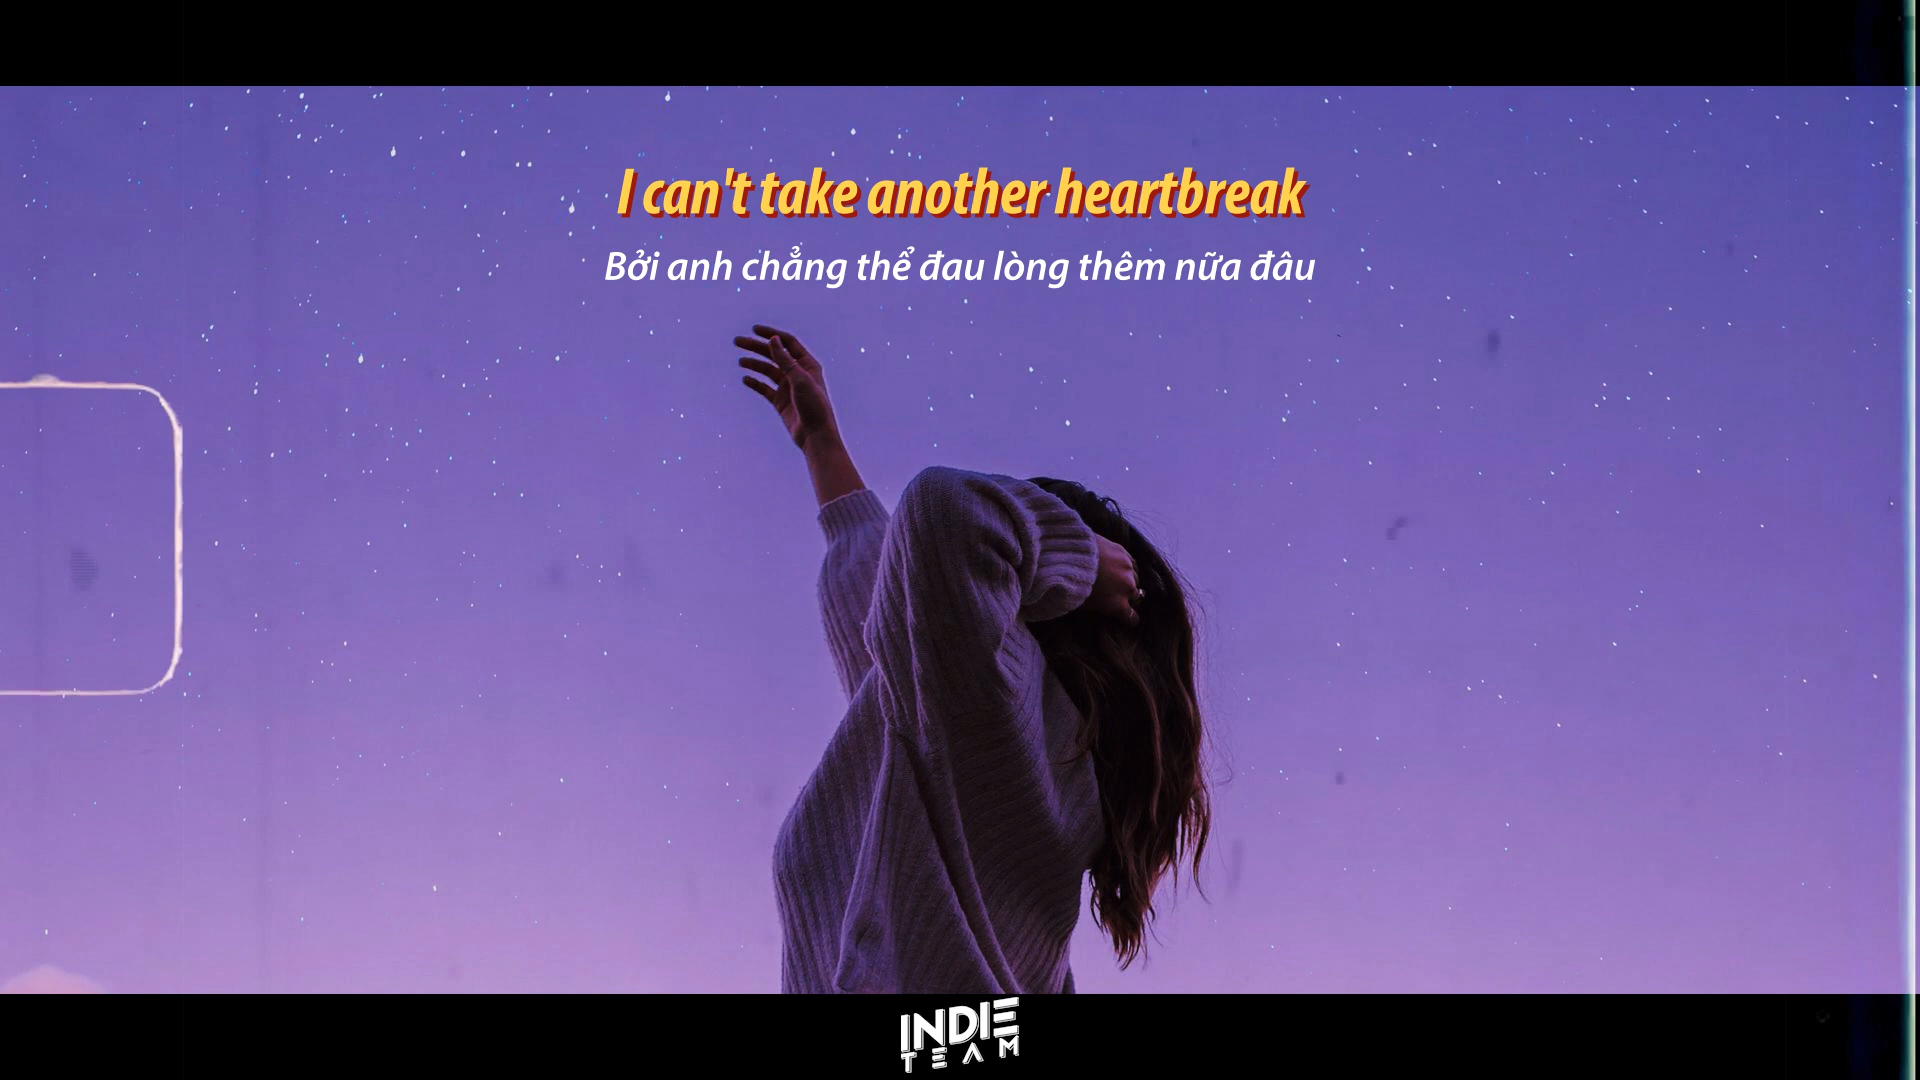 I can't take another heartbreak
Bởi anh chẳng thể đau lòng thêm nữa đâu
INDIE
TEAM